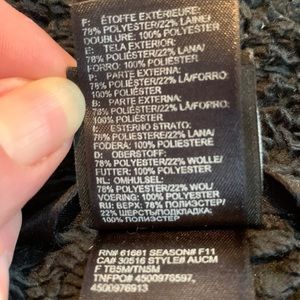 F: ÉTOFFE EXTÉRIEURE:
78% POLYESTER/22% LAINE/
DOUBLURE: 100% POLYESTER
E: TELA EXTERIOR:
78% POLIÉSTER/22% LANA/
FORRO: 100% POLIÉSTER
P: PARTE EXTERNA:
78% POLIÉSTER/22% LÃ/FORRO:
100% POLIÉSTER
B: PARTE EXTERNA:
78% POLIÉSTER/22% LÃ/FORRO:
100% POLIÉSTER
I: ESTERNO STRATO:
78% POLIESTERE/22% LANA/
FODERA: 100% POLIESTERE
D: OBERSTOFF:
78% POLYESTER/22% WOLLE/
FUTTER: 100% POLYESTER
NL: OMHULSEL:
78% POLYESTER/22% WOL/
VOERING: 100% POLYESTER
RU: ВЕРХ: 78% ПОЛИЭСТЕР/
22% ШЕРСТЬ/ПОДКЛАДКА:
100% ПОЛИЭСТЕР
RN# 61661 SEASON# F11
CA# 30516 STYLE# AUCM
F TB5M/TN5M
TNFPO# 4500978597,
4500976913